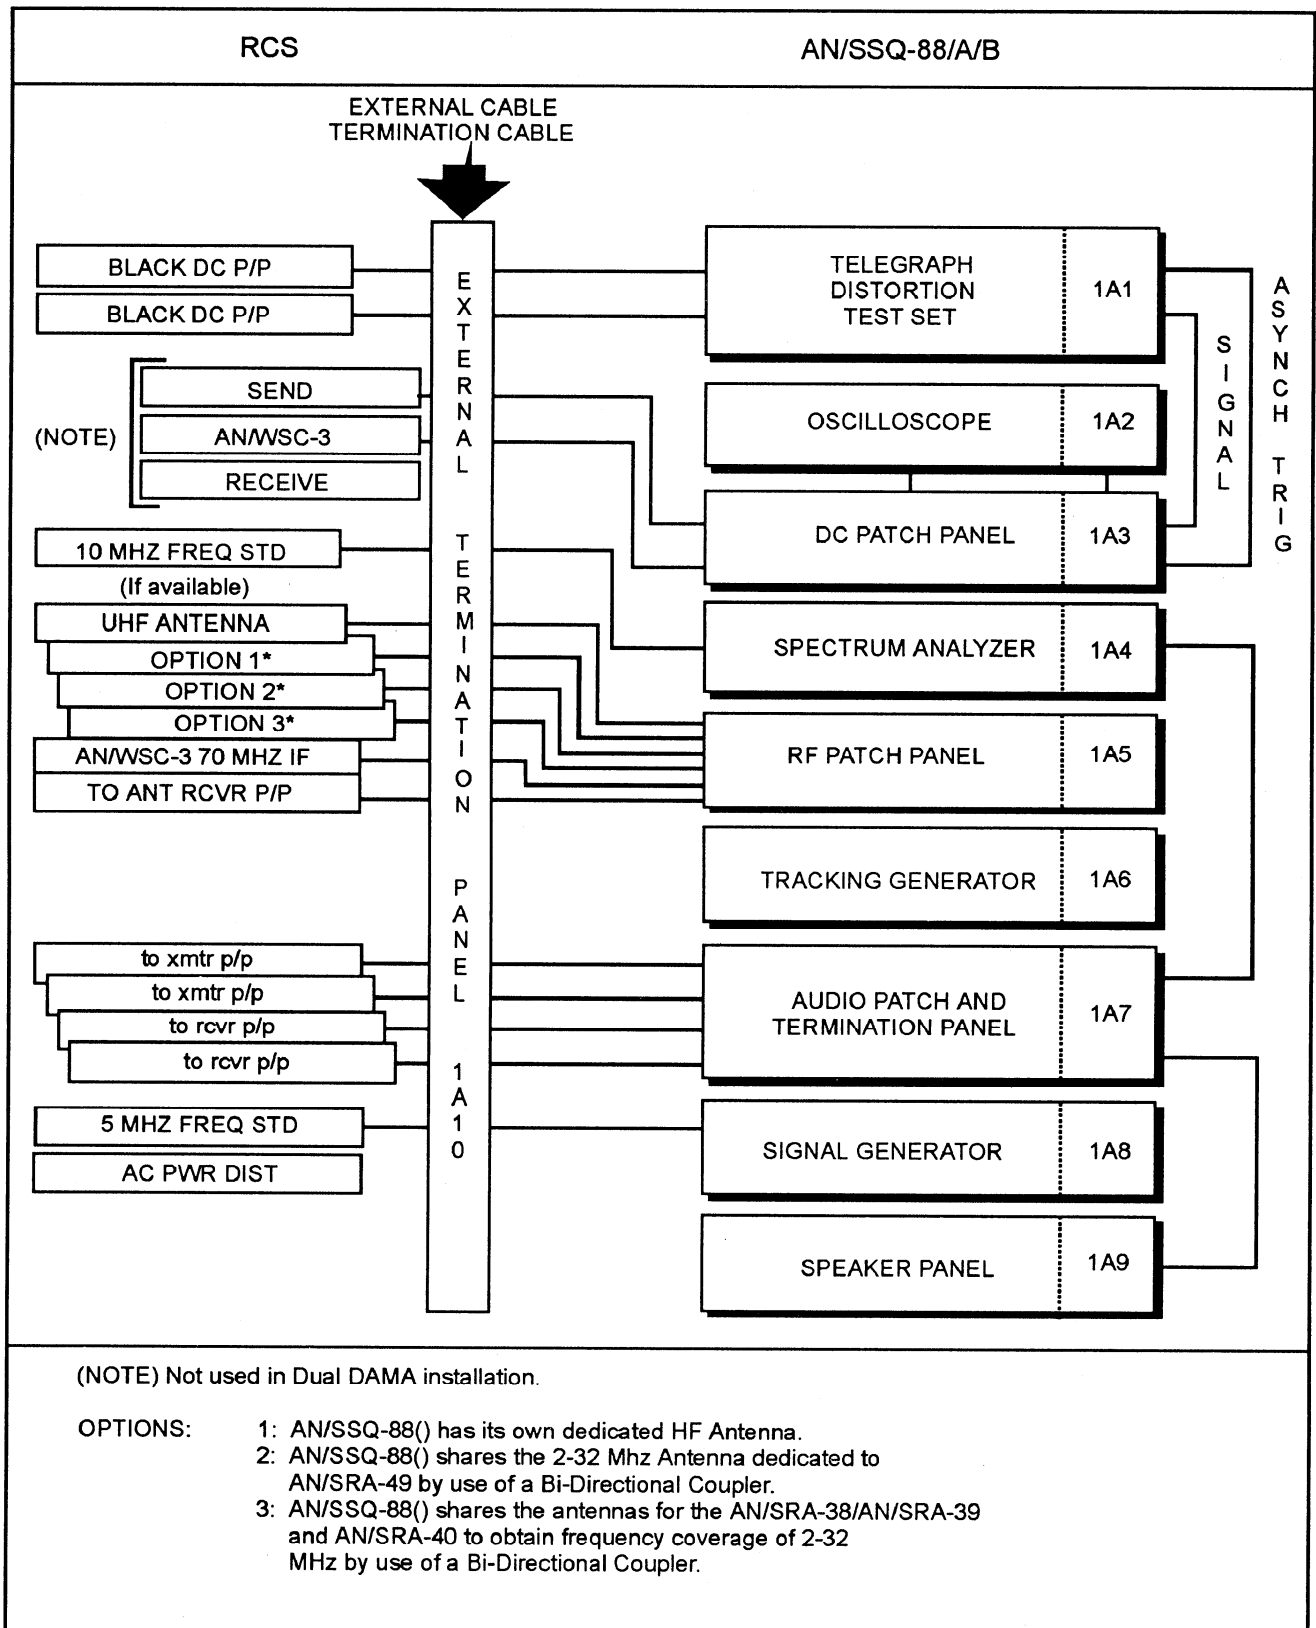 RCS
AN/SSQ-88/A/B
EXTERNAL CABLE
TERMINATION CABLE
BLACK DC P/P
BLACK DC P/P
(NOTE)
SEND
AN/WSC-3
RECEIVE
10 MHZ FREQ STD
(If available)
UHF ANTENNA
OPTION 1*
OPTION 2*
OPTION 3*
AN/WSC-3 70 MHZ IF
TO ANT RCVR P/P
to xmtr p/p
to xmtr p/p
to rcvr p/p
to rcvr p/p
5 MHZ FREQ STD
AC PWR DIST
EXTERNAL TERMINATION PANEL 1A10
TELEGRAPH
DISTORTION
TEST SET
1A1
OSCILLOSCOPE
1A2
DC PATCH PANEL
1A3
SPECTRUM ANALYZER
1A4
RF PATCH PANEL
1A5
TRACKING GENERATOR
1A6
AUDIO PATCH AND
TERMINATION PANEL
1A7
SIGNAL GENERATOR
1A8
SPEAKER PANEL
1A9
SIGNAL
ASYNCH TRIG
(NOTE) Not used in Dual DAMA installation.
OPTIONS:
1: AN/SSQ-88() has its own dedicated HF Antenna.
2: AN/SSQ-88() shares the 2-32 Mhz Antenna dedicated to
AN/SRA-49 by use of a Bi-Directional Coupler.
3: AN/SSQ-88() shares the antennas for the AN/SRA-38/AN/SRA-39
and AN/SRA-40 to obtain frequency coverage of 2-32
MHz by use of a Bi-Directional Coupler.